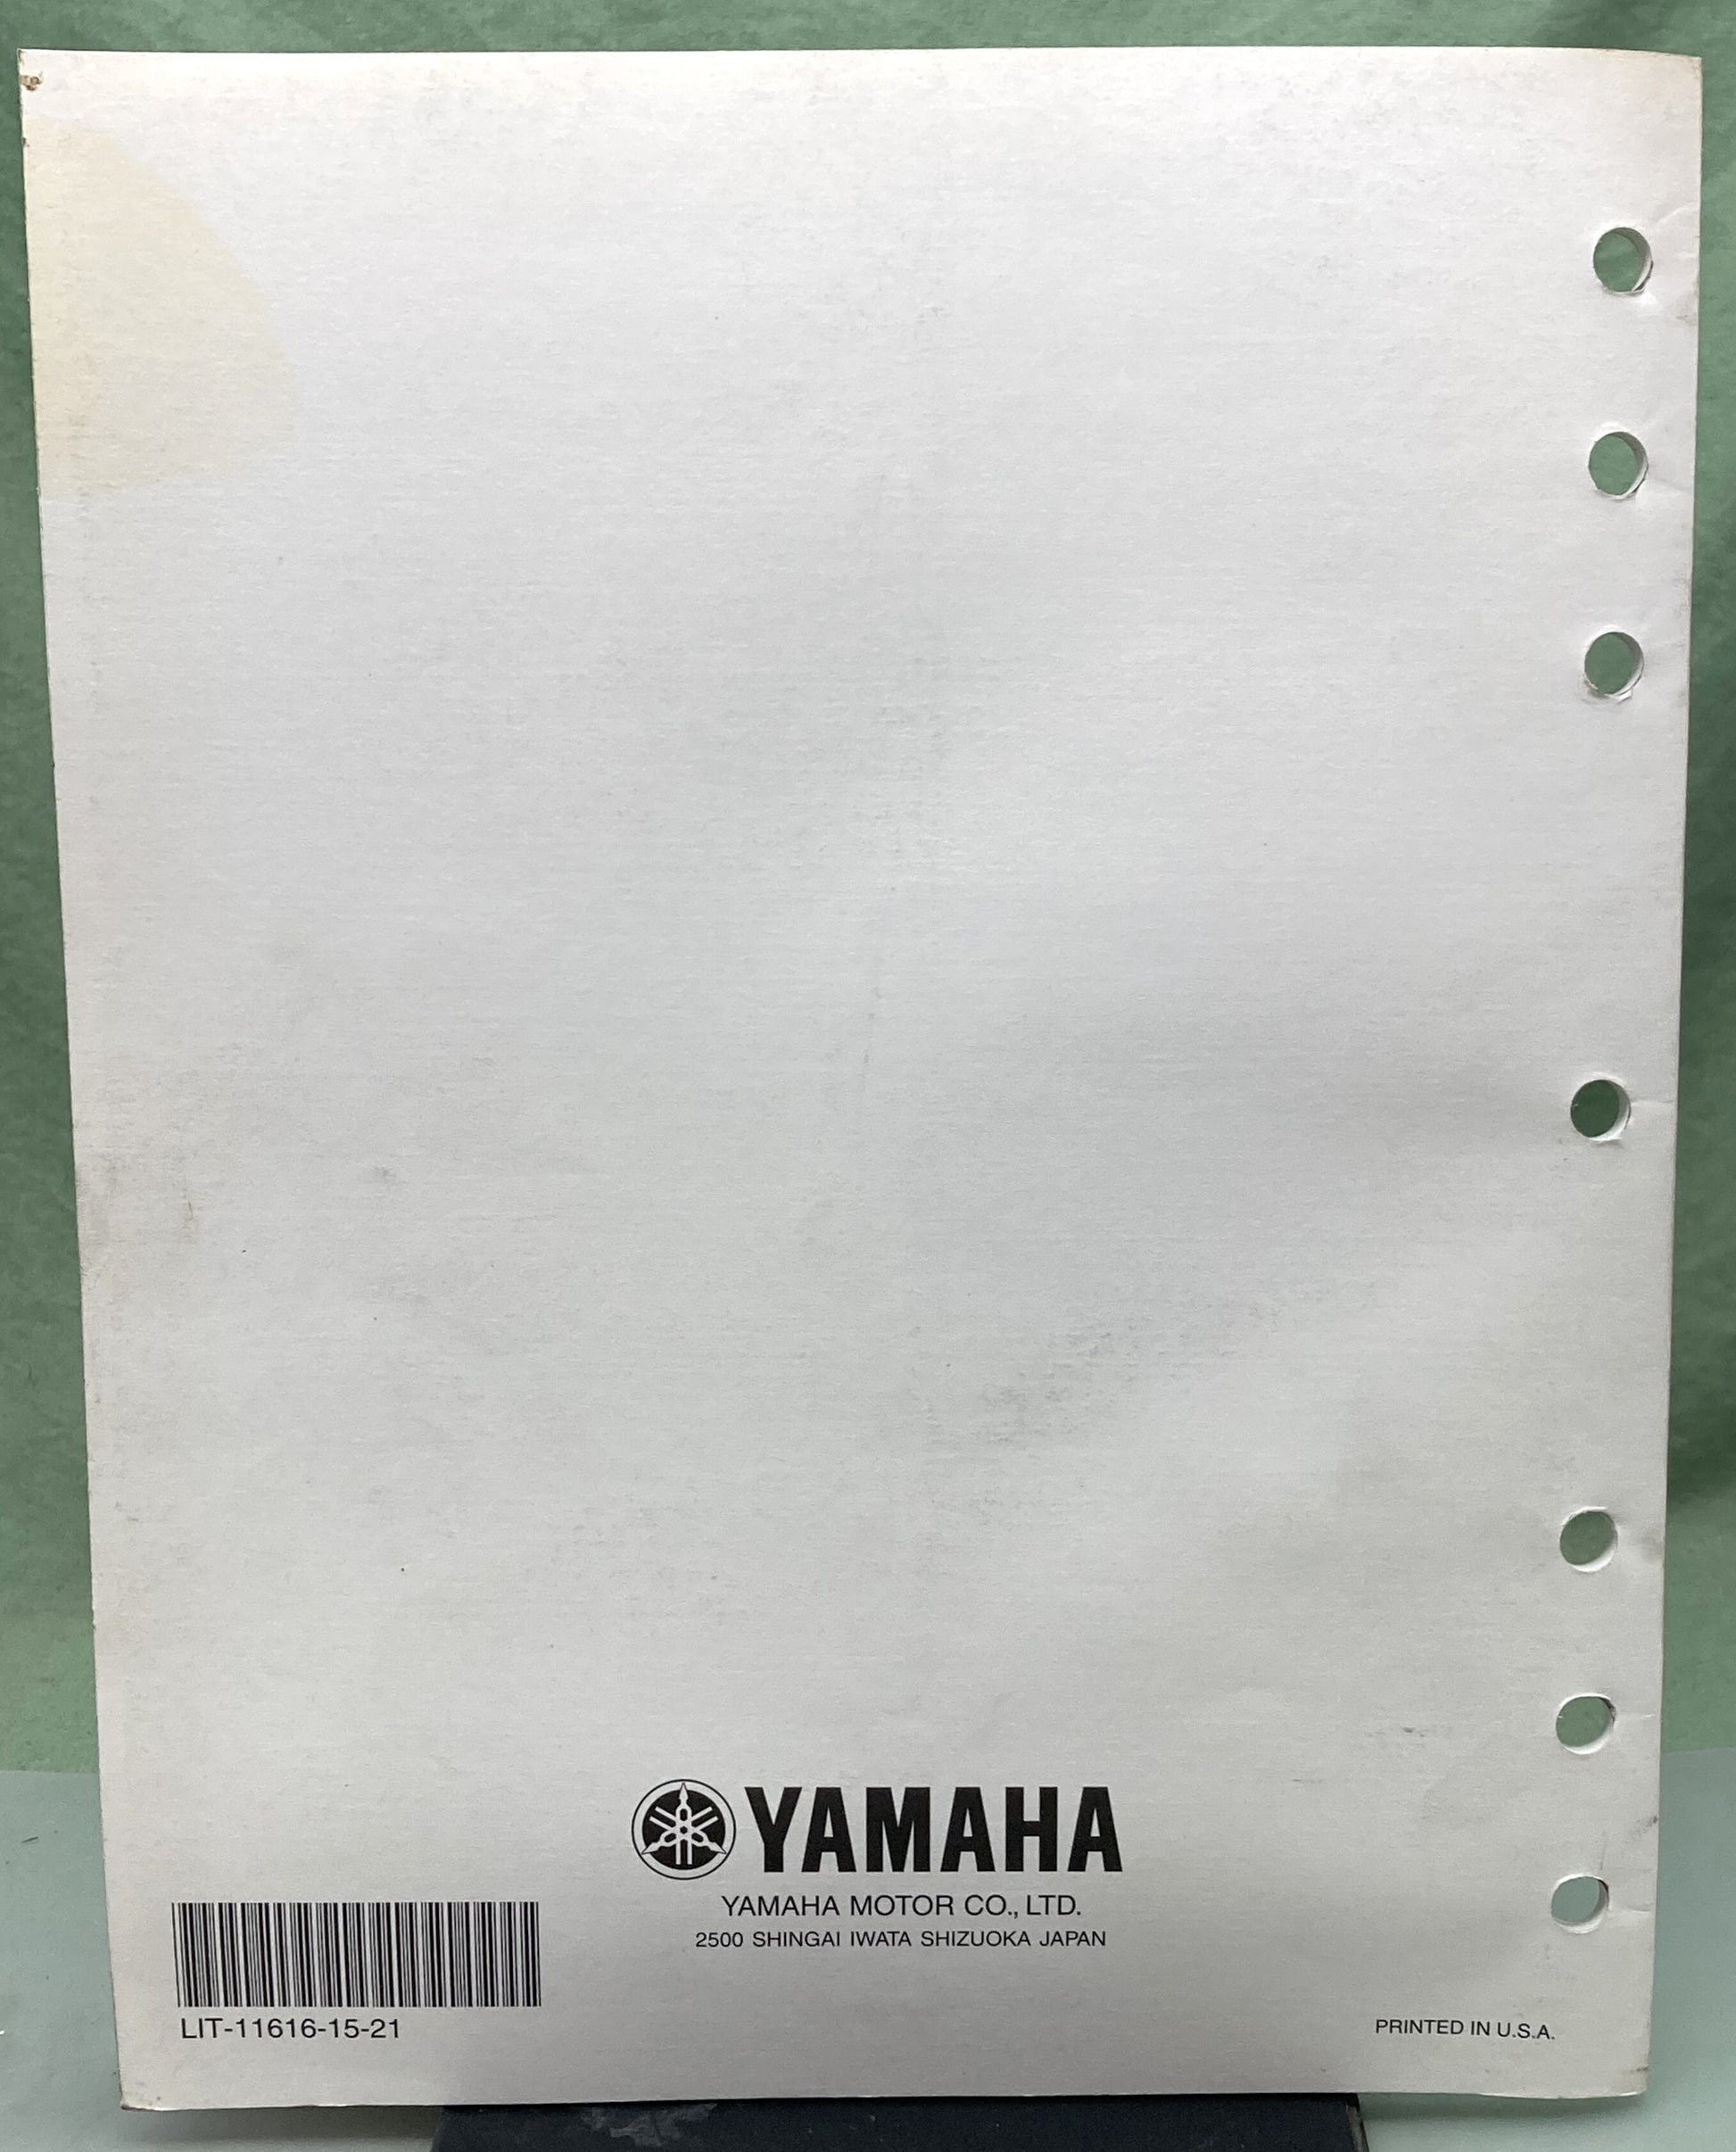 YAMAHA
YAMAHA MOTOR CO., LTD.
2500 SHINGAI IWATA SHIZUOKA JAPAN
LIT-11616-15-21
PRINTED IN U.S.A.